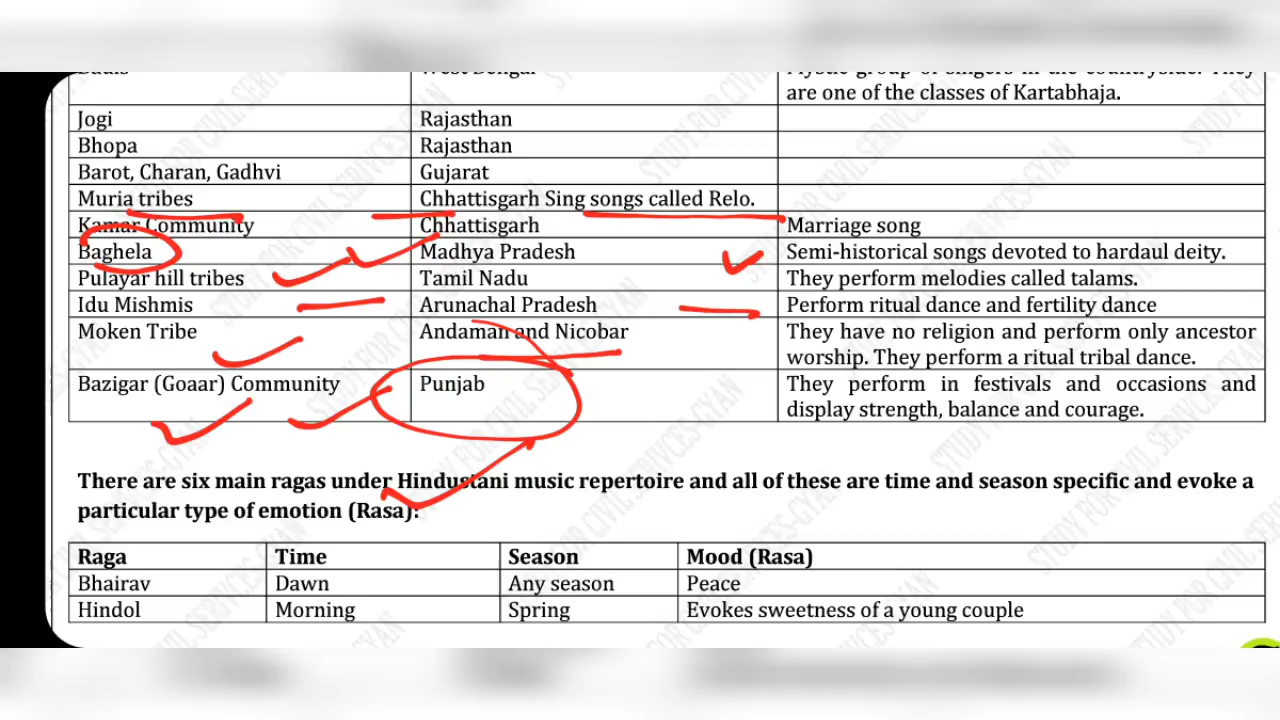 are one of the classes of Kartabhaja.
Jogi Rajasthan
Bhopa Rajasthan
Barot, Charan, Gadhvi Gujarat
Muria tribes Chhattisgarh Sing songs called Relo.
Kamar Community Chhattisgarh Marriage song
Baghela Madhya Pradesh Semi-historical songs devoted to hardaul deity.
Pulayar hill tribes Tamil Nadu They perform melodies called talams.
Idu Mishmis Arunachal Pradesh Perform ritual dance and fertility dance
Moken Tribe Andaman and Nicobar They have no religion and perform only ancestor
worship. They perform a ritual tribal dance.
Bazigar (Goaar) Community Punjab They perform in festivals and occasions and
display strength, balance and courage.
There are six main ragas under Hindustani music repertoire and all of these are time and season specific and evoke a
particular type of emotion (Rasa):
Raga Time Season Mood (Rasa)
Bhairav Dawn Any season Peace
Hindol Morning Spring Evokes sweetness of a young couple